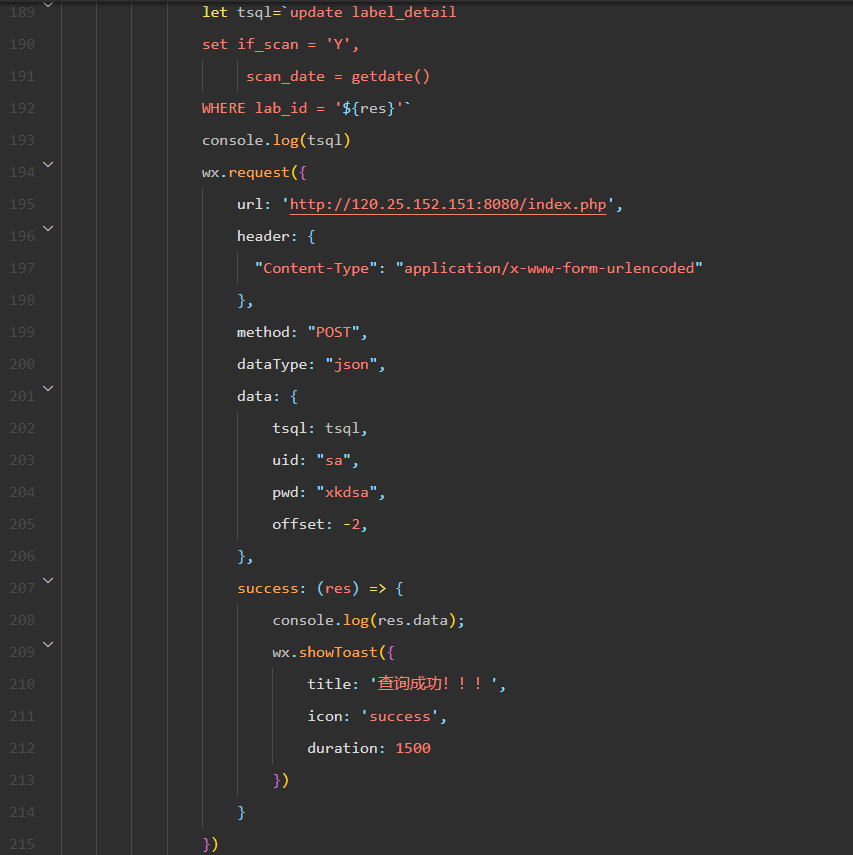 189 let tsql=`update label_detail
190 set if_scan = 'Y',
191 scan_date = getdate()
192 WHERE lab_id = '${res}'`
193 console.log(tsql)
194 wx.request({
195 url: 'http://120.25.152.151:8080/index.php',
196 header: {
197 "Content-Type": "application/x-www-form-urlencoded"
198 },
199 method: "POST",
200 dataType: "json",
201 data: {
202 tsql: tsql,
203 uid: "sa",
204 pwd: "xkdsa",
205 offset: -2,
206 },
207 success: (res) => {
208 console.log(res.data);
209 wx.showToast({
210 title: '查询成功！！！',
211 icon: 'success',
212 duration: 1500
213 })
214 }
215 })